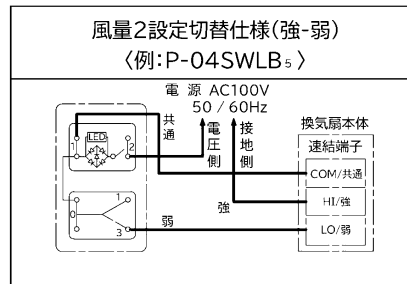 風量2設定切替仕様(強-弱)
〈例:P-04SWLB₅〉
電 源 AC100V
50 / 60Hz
共通
電圧側
接地側
換気扇本体
速結端子
LED
1
2
COM/共通
HI/強
LO/弱
強
弱
0
1
3